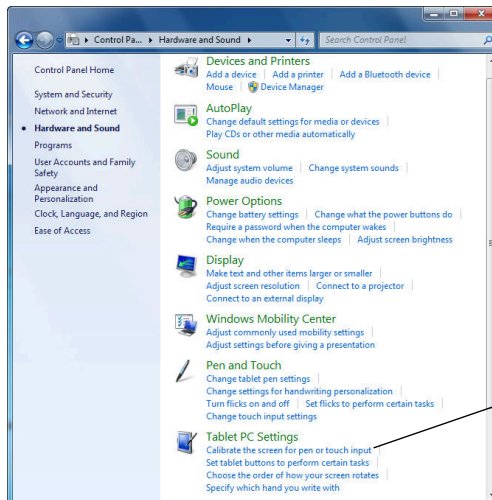 Control Pa... Hardware and Sound Search Control Panel
Control Panel Home
System and Security
Network and Internet
Hardware and Sound
Programs
User Accounts and Family
Safety
Appearance and
Personalization
Clock, Language, and Region
Ease of Access
Devices and Printers
Add a device Add a printer Add a Bluetooth device
Mouse Device Manager
AutoPlay
Change default settings for media or devices
Play CDs or other media automatically
Sound
Adjust system volume Change system sounds
Manage audio devices
Power Options
Change battery settings Change what the power buttons do
Require a password when the computer wakes
Change when the computer sleeps Adjust screen brightness
Display
Make text and other items larger or smaller
Adjust screen resolution Connect to a projector
Connect to an external display
Windows Mobility Center
Adjust commonly used mobility settings
Adjust settings before giving a presentation
Pen and Touch
Change tablet pen settings
Change settings for handwriting personalization
Turn flicks on and off Set flicks to perform certain tasks
Change touch input settings
Tablet PC Settings
Calibrate the screen for pen or touch input
Set tablet buttons to perform certain tasks
Choose the order of how your screen rotates
Specify which hand you write with